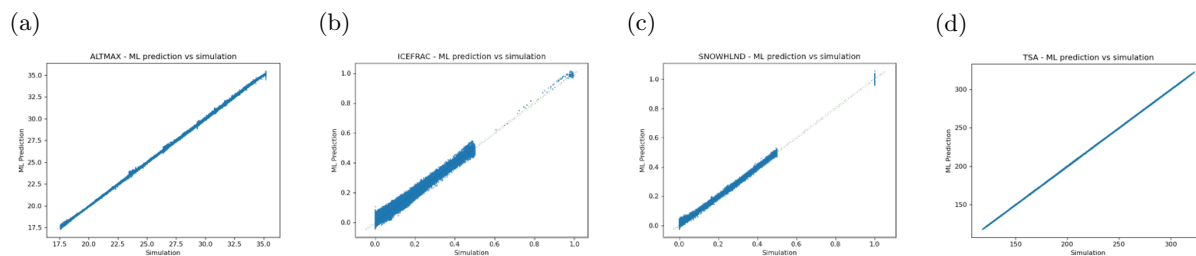 (a)
(b)
(c)
(d)
ALTMAX - ML prediction vs simulation
35.0
32.5
30.0
27.5
25.0
22.5
20.0
17.5
ML Prediction
17.5 20.0 22.5 25.0 27.5 30.0 32.5 35.0
Simulation
ICEFRAC - ML prediction vs simulation
1.0
0.8
0.6
0.4
0.2
0.0
ML Prediction
0.0 0.2 0.4 0.6 0.8 1.0
Simulation
SNOWHLND - ML prediction vs simulation
1.0
0.8
0.6
0.4
0.2
0.0
ML Prediction
0.0 0.2 0.4 0.6 0.8 1.0
Simulation
TSA - ML prediction vs simulation
300
250
200
150
ML Prediction
150 200 250 300
Simulation